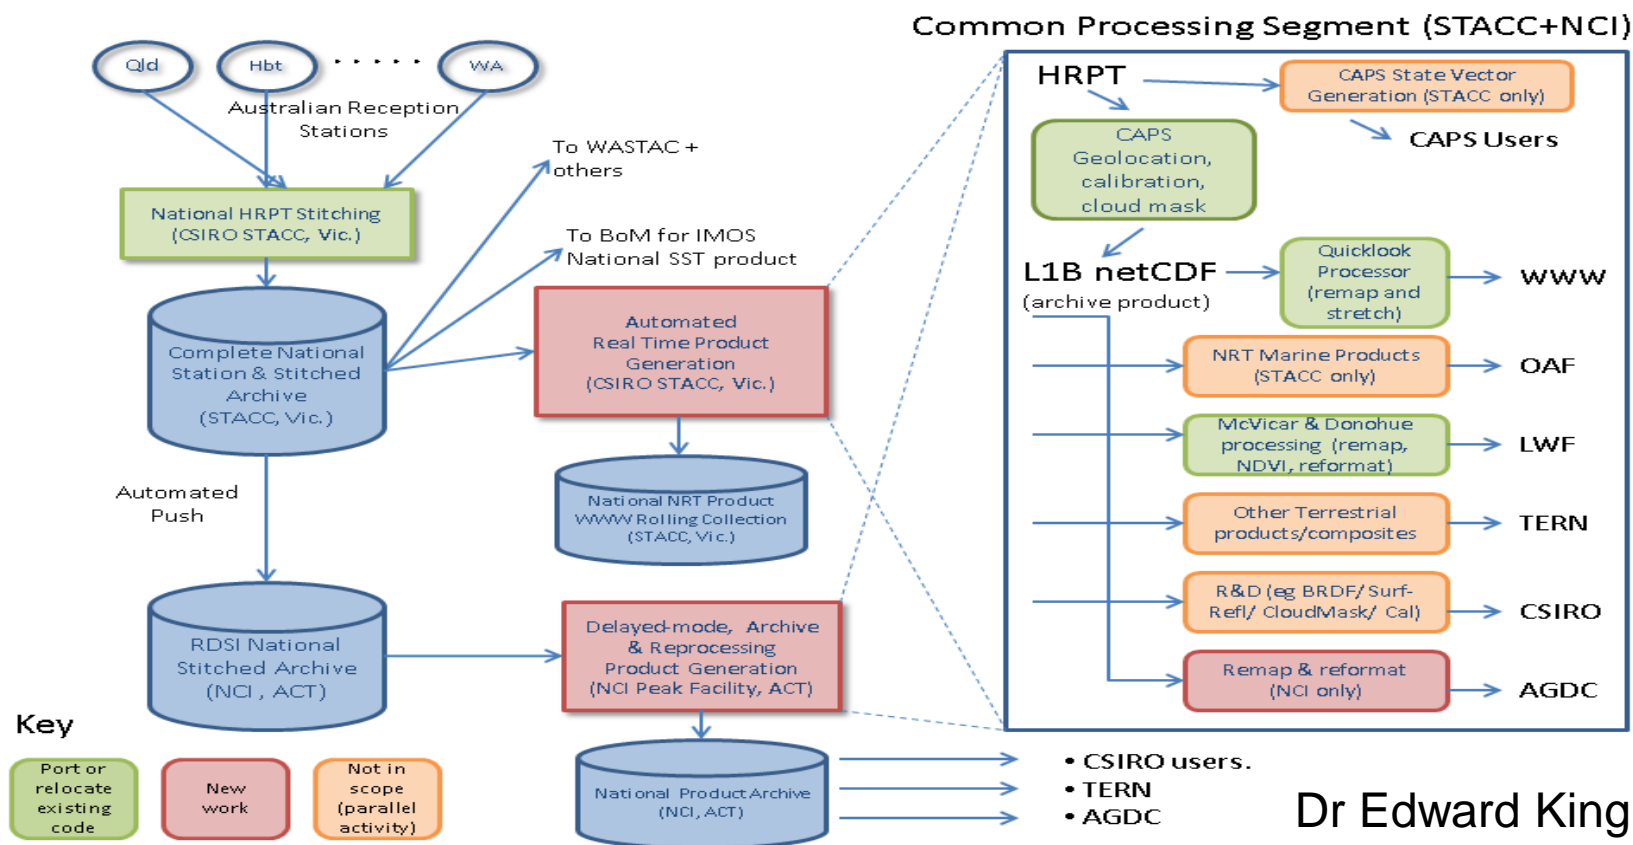 Common Processing Segment (STACC+NCI)
Qld
Hbt
WA
Australian Reception
Stations
National HRPT Stitching
(CSIRO STACC, Vic.)
To WASTAC +
others
To BoM for IMOS
National SST product
Complete National
Station & Stitched
Archive
(STACC, Vic.)
Automated
Real Time Product
Generation
(CSIRO STACC, Vic.)
National NRT Product
WWW Rolling Collection
(STACC, Vic.)
Automated
Push
RDSI National
Stitched Archive
(NCI , ACT)
Delayed-mode, Archive
& Reprocessing
Product Generation
(NCI Peak Facility, ACT)
National Product Archive
(NCI, ACT)
• CSIRO users.
• TERN
• AGDC
HRPT
CAPS State Vector
Generation (STACC only)
CAPS Users
CAPS
Geolocation,
calibration,
cloud mask
L1B netCDF
(archive product)
Quicklook
Processor
(remap and
stretch)
WWW
NRT Marine Products
(STACC only)
OAF
McVicar & Donohue
processing (remap,
NDVI, reformat)
LWF
Other Terrestrial
products/composites
TERN
R&D (eg BRDF/ Surf-
Refl/ CloudMask/ Cal)
CSIRO
Remap & reformat
(NCI only)
AGDC
Key
Port or
relocate
existing
code
New
work
Not in
scope
(parallel
activity)
Dr Edward King